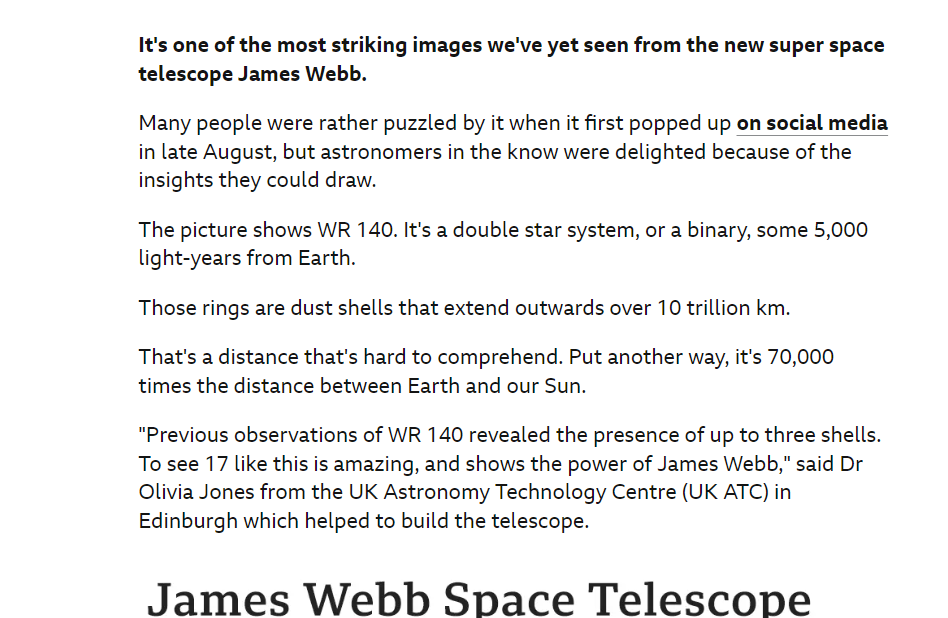 It's one of the most striking images we've yet seen from the new super space
telescope James Webb.
Many people were rather puzzled by it when it first popped up on social media
in late August, but astronomers in the know were delighted because of the
insights they could draw.
The picture shows WR 140. It's a double star system, or a binary, some 5,000
light-years from Earth.
Those rings are dust shells that extend outwards over 10 trillion km.
That's a distance that's hard to comprehend. Put another way, it's 70,000
times the distance between Earth and our Sun.
"Previous observations of WR 140 revealed the presence of up to three shells.
To see 17 like this is amazing, and shows the power of James Webb," said Dr
Olivia Jones from the UK Astronomy Technology Centre (UK ATC) in
Edinburgh which helped to build the telescope.
James Webb Space Telescope